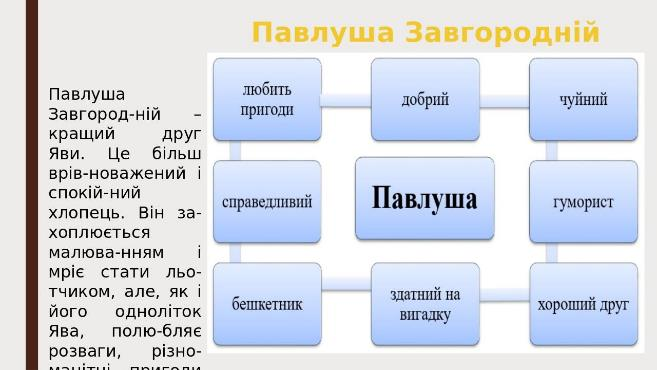 Павлуша Завгородній
Павлуша
Завгород-ній –
кращий друг
Яви. Це більш
врів-новажений і
спокій-ний
хлопець. Він за-
хоплюється
малюва-нням і
мріє стати льо-
тчиком, але, як і
його одноліток
Ява, полю-бляє
розваги, різно-
манітні пригоди
любить
пригоди
добрий
чуйний
справедливий
Павлуша
гуморист
бешкетник
здатний на
вигадку
хороший друг